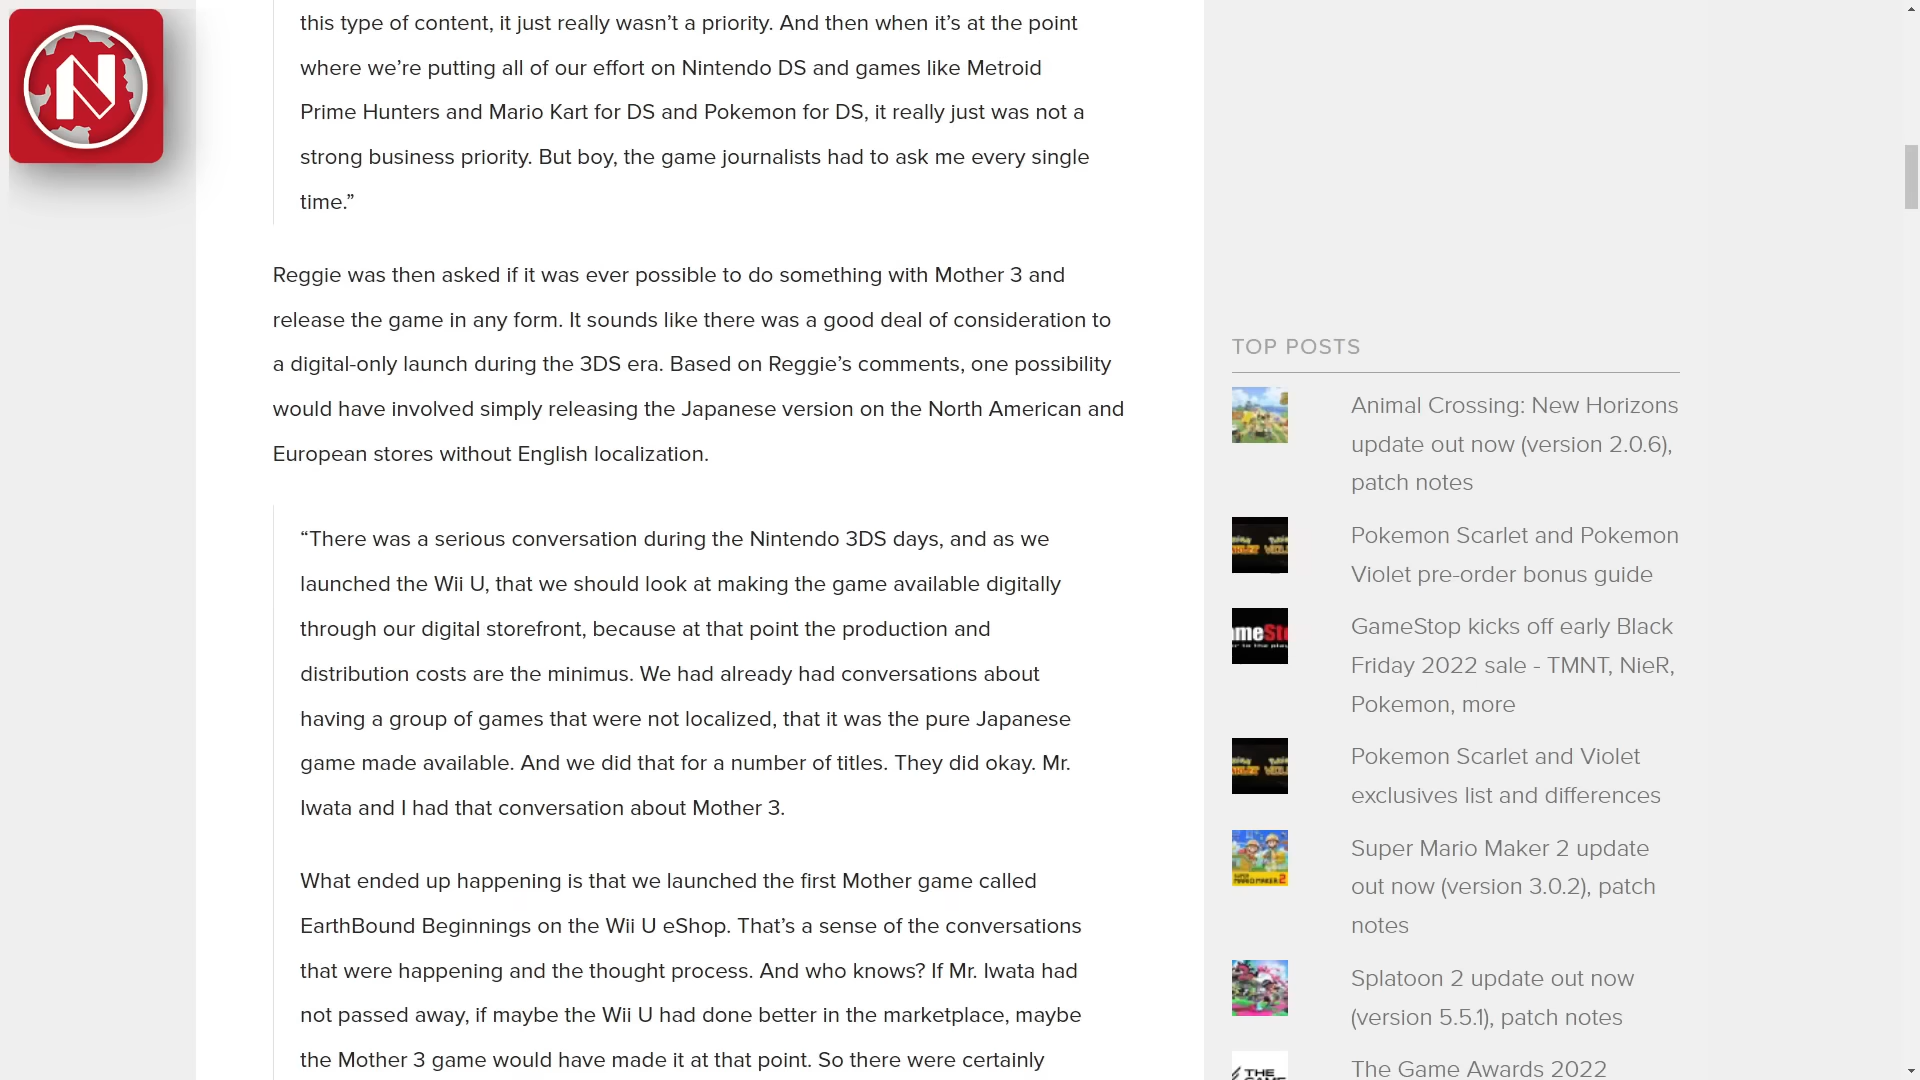 this type of content, it just really wasn’t a priority. And then when it’s at the point
where we’re putting all of our effort on Nintendo DS and games like Metroid
Prime Hunters and Mario Kart for DS and Pokemon for DS, it really just was not a
strong business priority. But boy, the game journalists had to ask me every single
time.”
Reggie was then asked if it was ever possible to do something with Mother 3 and
release the game in any form. It sounds like there was a good deal of consideration to
a digital-only launch during the 3DS era. Based on Reggie’s comments, one possibility
would have involved simply releasing the Japanese version on the North American and
European stores without English localization.
“There was a serious conversation during the Nintendo 3DS days, and as we
launched the Wii U, that we should look at making the game available digitally
through our digital storefront, because at that point the production and
distribution costs are the minimus. We had already had conversations about
having a group of games that were not localized, that it was the pure Japanese
game made available. And we did that for a number of titles. They did okay. Mr.
Iwata and I had that conversation about Mother 3.
What ended up happening is that we launched the first Mother game called
EarthBound Beginnings on the Wii U eShop. That’s a sense of the conversations
that were happening and the thought process. And who knows? If Mr. Iwata had
not passed away, if maybe the Wii U had done better in the marketplace, maybe
the Mother 3 game would have made it at that point. So there were certainly
TOP POSTS
Animal Crossing: New Horizons
update out now (version 2.0.6),
patch notes
Pokemon Scarlet and Pokemon
Violet pre-order bonus guide
GameStop kicks off early Black
Friday 2022 sale - TMNT, NieR,
Pokemon, more
Pokemon Scarlet and Violet
exclusives list and differences
Super Mario Maker 2 update
out now (version 3.0.2), patch
notes
Splatoon 2 update out now
(version 5.5.1), patch notes
THE
The Game Awards 2022